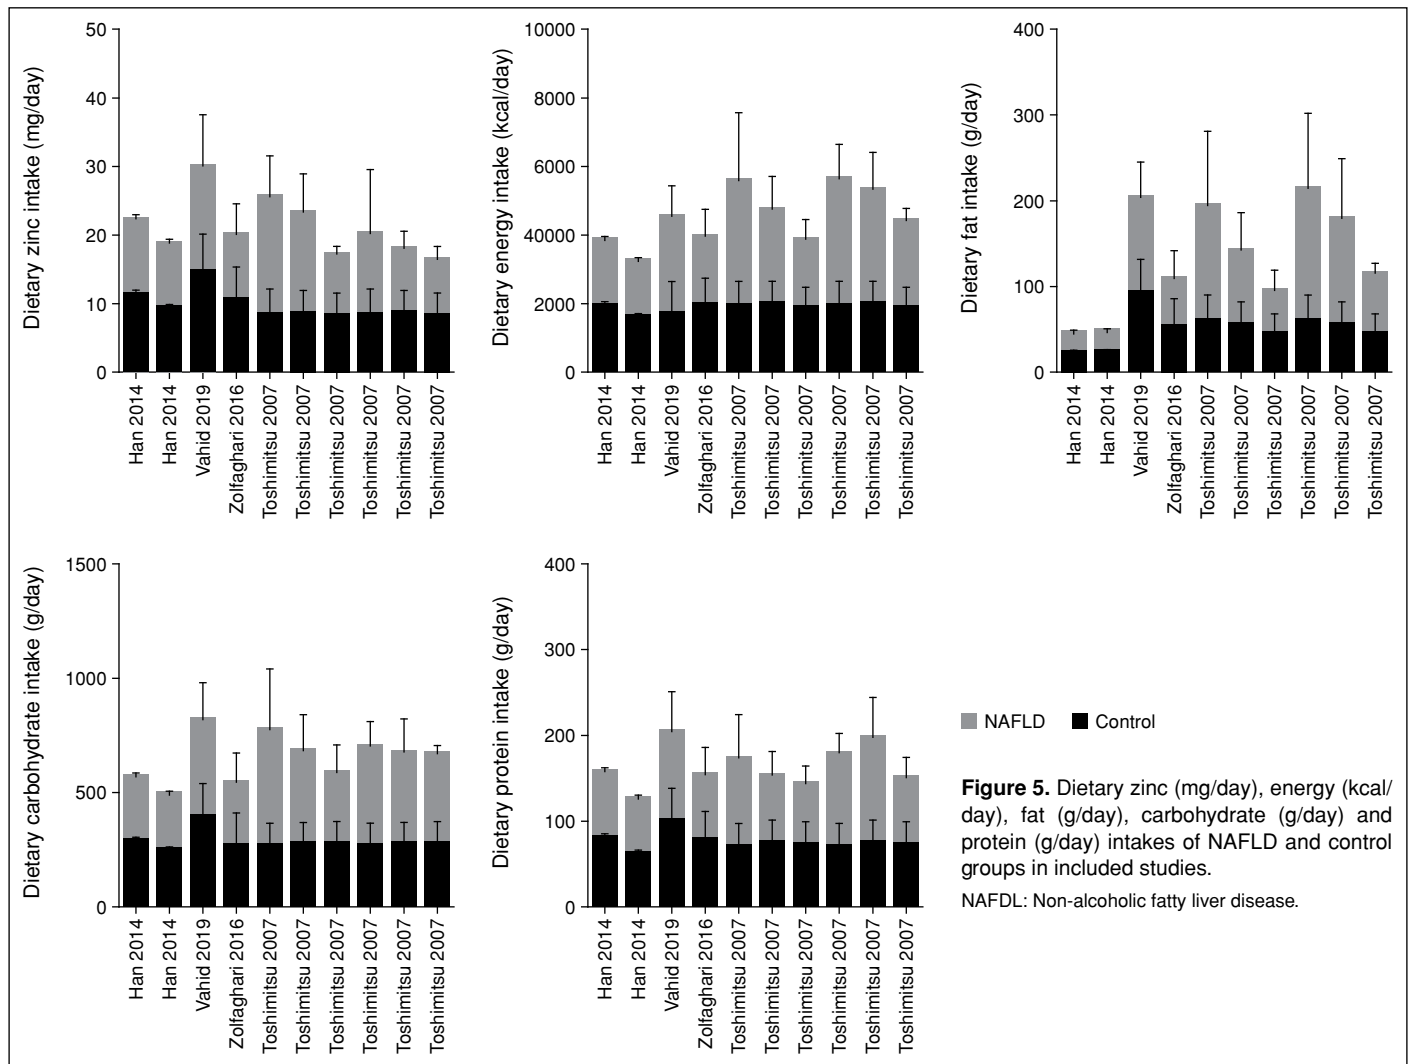 Dietary zinc intake (mg/day)
50
40
30
20
10
0
Han 2014
Han 2014
Vahid 2019
Zolfaghari 2016
Toshimitsu 2007
Toshimitsu 2007
Toshimitsu 2007
Toshimitsu 2007
Toshimitsu 2007
Toshimitsu 2007
Dietary energy intake (kcal/day)
10000
8000
6000
40000
2000
0
Han 2014
Han 2014
Vahid 2019
Zolfaghari 2016
Toshimitsu 2007
Toshimitsu 2007
Toshimitsu 2007
Toshimitsu 2007
Toshimitsu 2007
Toshimitsu 2007
Dietary fat intake (g/day)
400
300
200
100
0
Han 2014
Han 2014
Vahid 2019
Zolfaghari 2016
Toshimitsu 2007
Toshimitsu 2007
Toshimitsu 2007
Toshimitsu 2007
Toshimitsu 2007
Toshimitsu 2007
Dietary carbohydrate intake (g/day)
1500
1000
500
0
Han 2014
Han 2014
Vahid 2019
Zolfaghari 2016
Toshimitsu 2007
Toshimitsu 2007
Toshimitsu 2007
Toshimitsu 2007
Toshimitsu 2007
Toshimitsu 2007
Dietary protein intake (g/day)
400
300
200
100
0
Han 2014
Han 2014
Vahid 2019
Zolfaghari 2016
Toshimitsu 2007
Toshimitsu 2007
Toshimitsu 2007
Toshimitsu 2007
Toshimitsu 2007
Toshimitsu 2007
NAFLD Control
Figure 5. Dietary zinc (mg/day), energy (kcal/
day), fat (g/day), carbohydrate (g/day) and
protein (g/day) intakes of NAFLD and control
groups in included studies.
NAFDL: Non-alcoholic fatty liver disease.